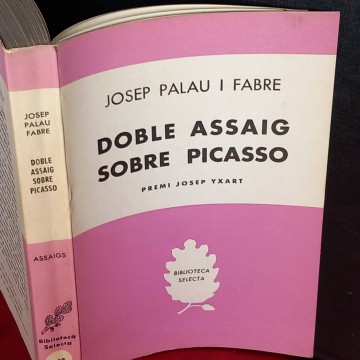 JOSEP
PALAU
FABRE
DOBLE
ASSAIG
SOBRE
PICASSO
ASSAIGS
Biblioteca
Selecta
JOSEP PALAU I FABRE
DOBLE ASSAIG
SOBRE PICASSO
PREMI JOSEP YXART
BIBLIOTECA
SELECTA